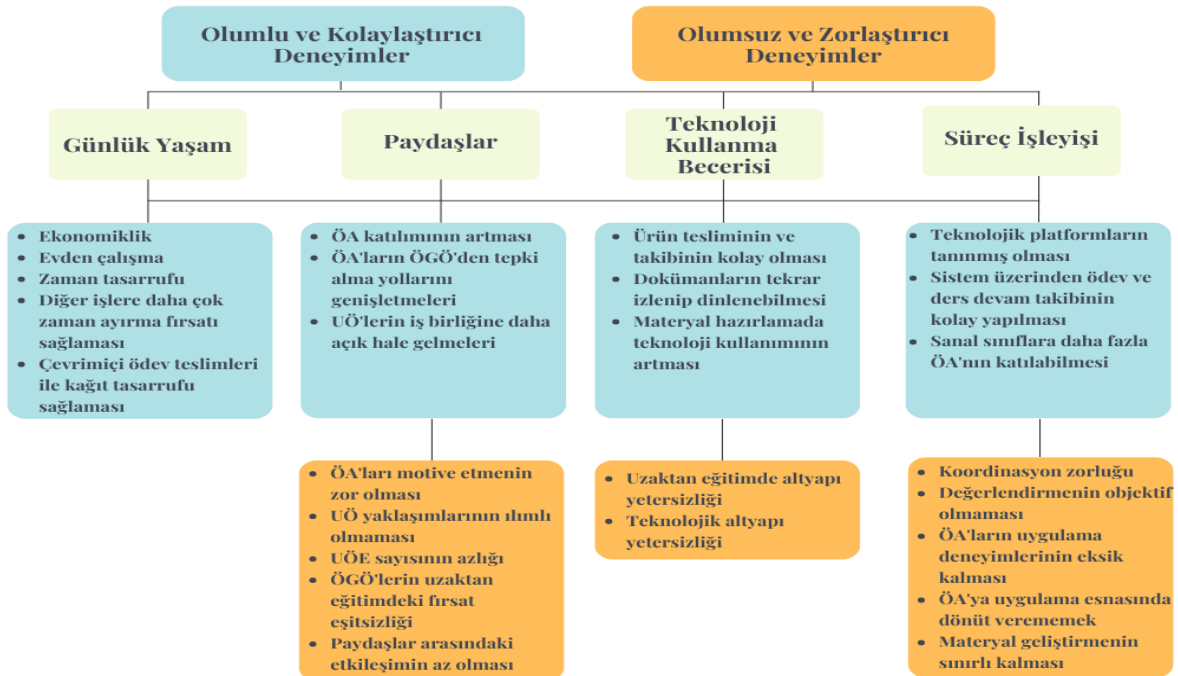 Olumlu ve Kolaylaştırıcı
Deneyimler
Olumsuz ve Zorlaştırıcı
Deneyimler
Günlük Yaşam
Paydaşlar
Teknoloji
Kullanma
Becerisi
Süreç İşleyişi
• Ekonomiklik
• Evden çalışma
• Zaman tasarrufu
• Diğer işlere daha çok
zaman ayırma fırsatı
sağlaması
• Çevrimiçi ödev teslimleri
ile kağıt tasarrufu
sağlaması
• ÖA katılımının artması
• ÖA'ların ÖGÖ'den tepki
alma yollarını
genişletmeleri
• UÖ'lerin iş birliğine daha
açık hale gelmeleri
• Ürün tesliminin ve
takibinin kolay olması
• Dokümanların tekrar
izlenip dinlenebilmesi
• Materyal hazırlamada
teknoloji kullanımının
artması
• Teknolojik platformların
tanınmış olması
• Sistem üzerinden ödev ve
ders devam takibinin
kolay yapılması
• Sanal sınıflara daha fazla
ÖA'nın katılabilmesi
• ÖA'ları motive etmenin
zor olması
• UÖ yaklaşımlarının ılımlı
olmaması
• UÖE sayısının azlığı
• ÖGÖ'lerin uzaktan
eğitimdeki fırsat
eşitsizliği
• Paydaşlar arasındaki
etkileşimin az olması
• Uzaktan eğitimde altyapı
yetersizliği
• Teknolojik altyapı
yetersizliği
• Koordinasyon zorluğu
• Değerlendirmenin objektif
olmaması
• ÖA'ların uygulama
deneyimlerinin eksik
kalması
• ÖA'ya uygulama esnasında
dönüt verememek
• Materyal geliştirmenin
sınırlı kalması